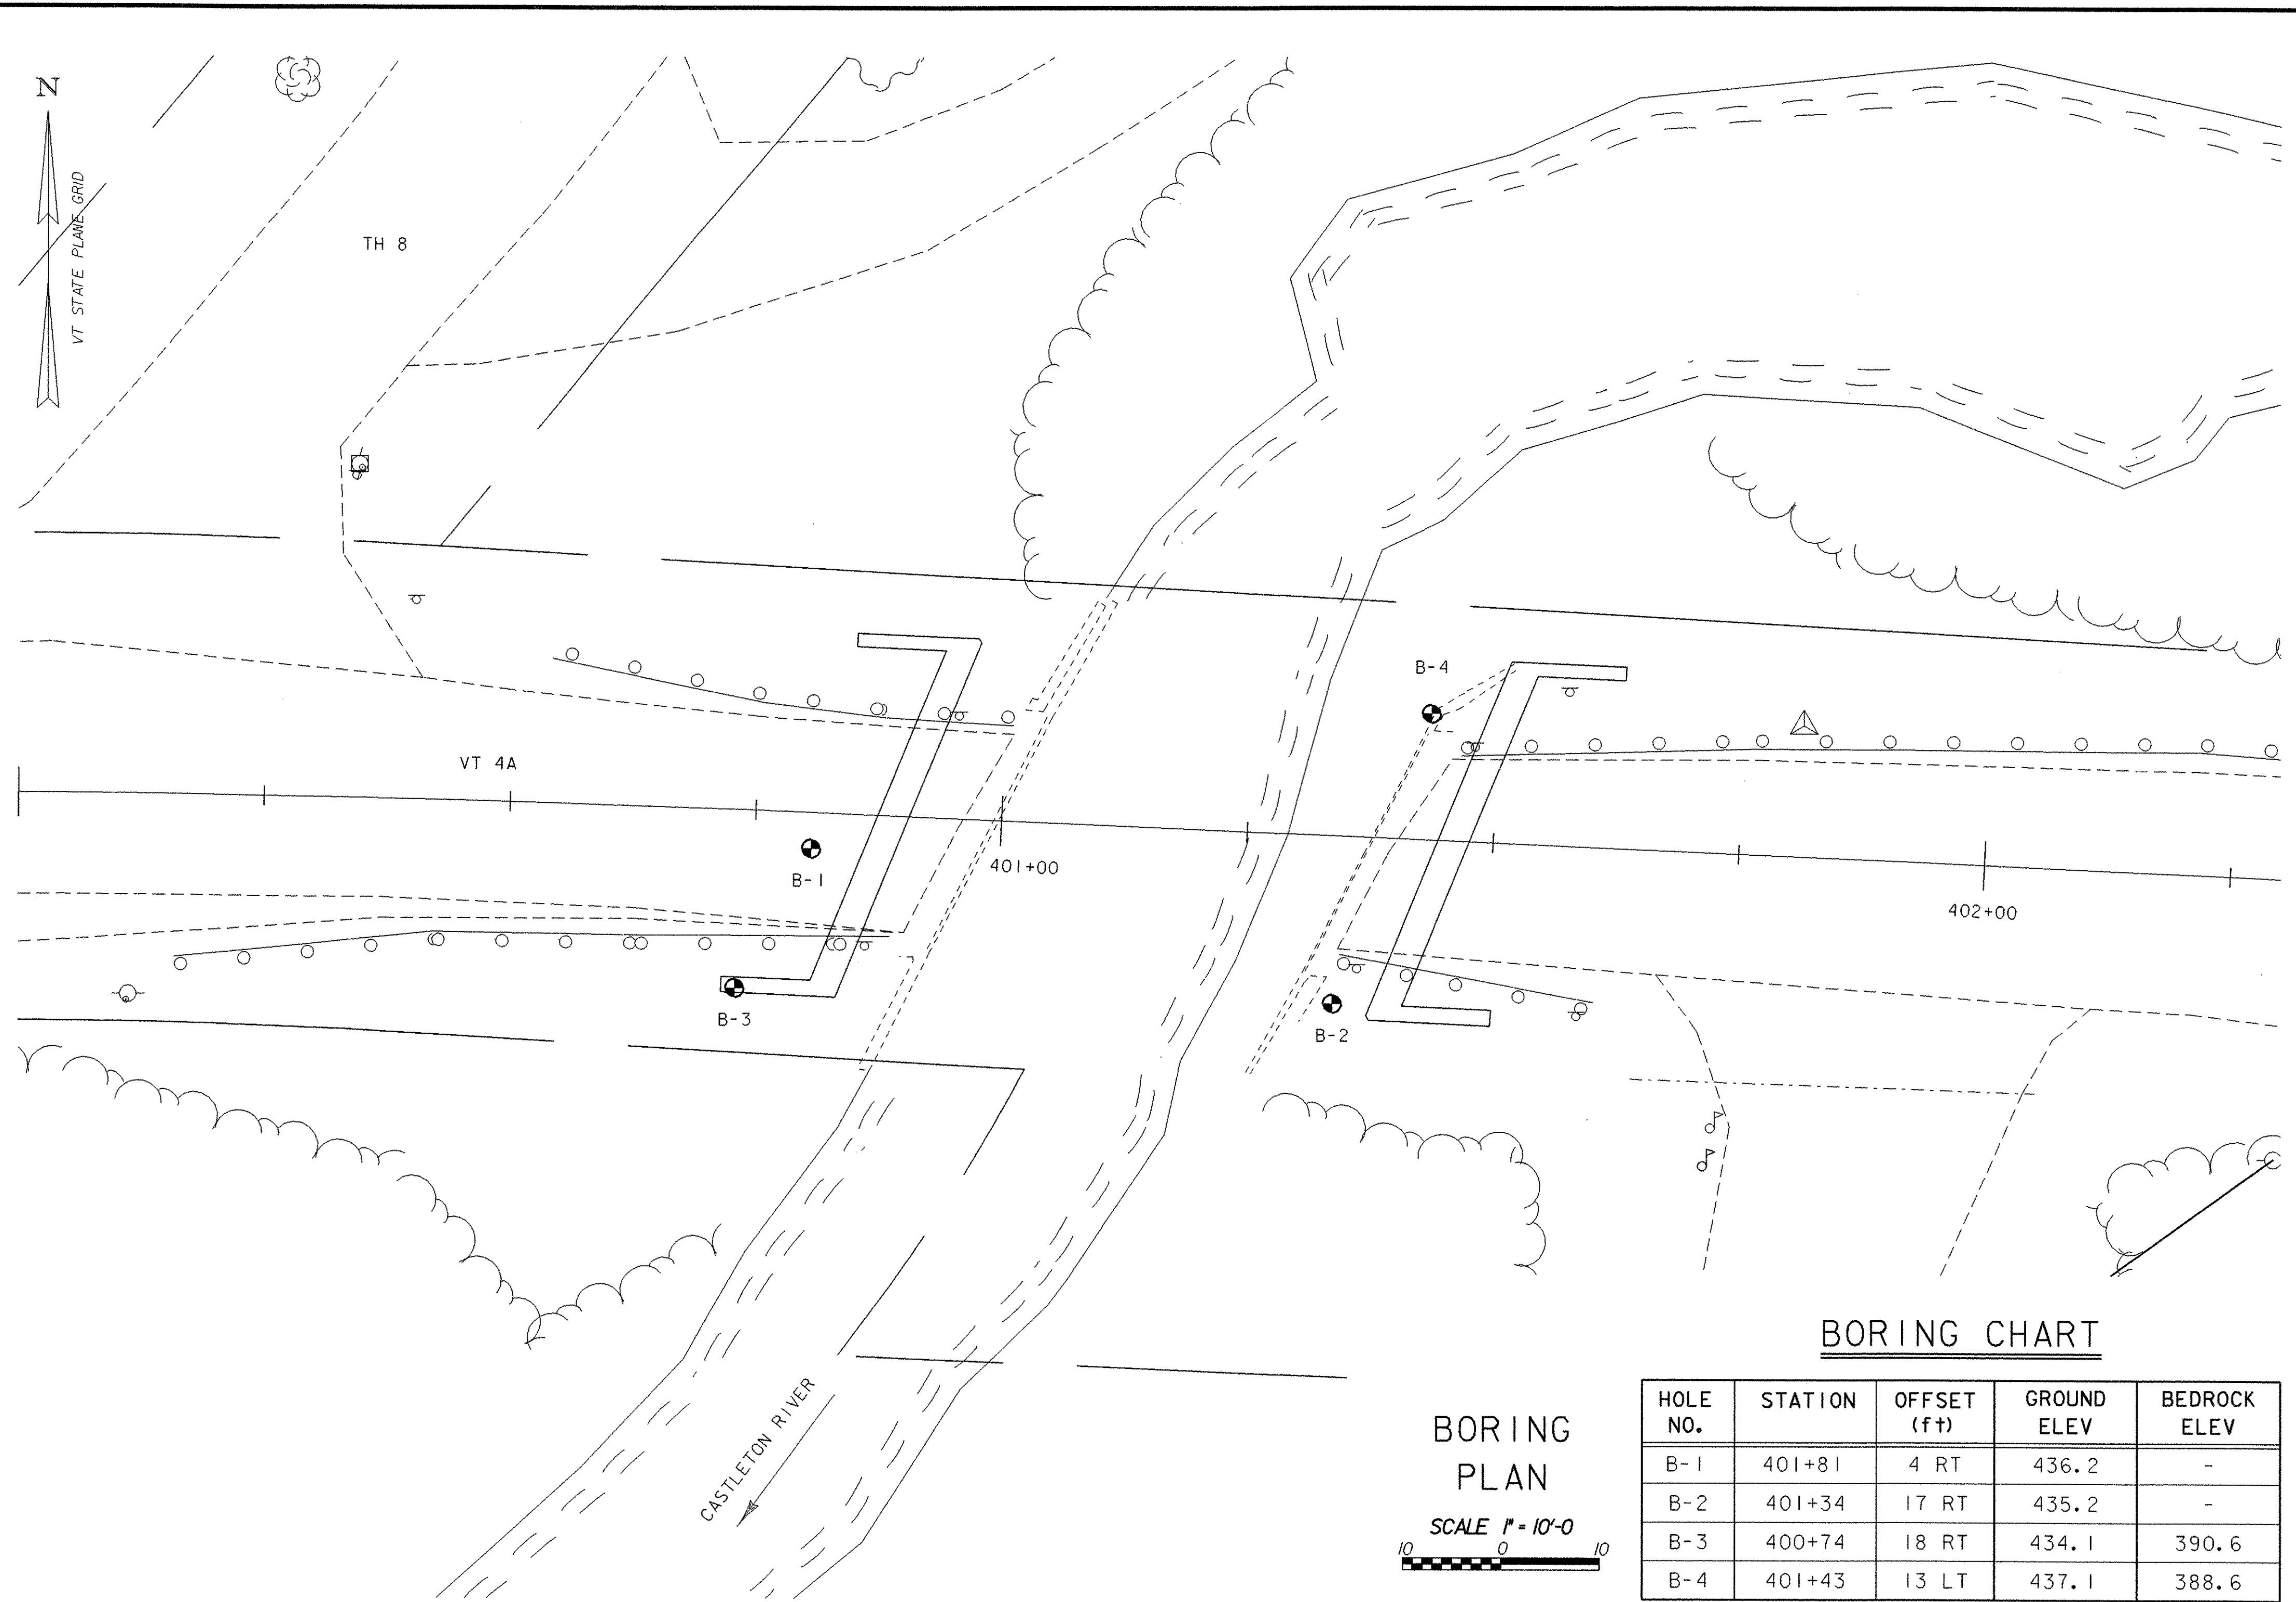 N
VT STATE PLANE GRID
TH 8
B-4
VT 4A
401+00
B-1
402+00
B-3
B-2
CASTLETON RIVER
BORING
PLAN
SCALE 1" = 10'-0
10 0 10
BORING CHART
HOLE NO. STATION OFFSET (ft) GROUND ELEV BEDROCK ELEV
B-1 401+81 4 RT 436.2 -
B-2 401+34 17 RT 435.2 -
B-3 400+74 18 RT 434.1 390.6
B-4 401+43 13 LT 437.1 388.6